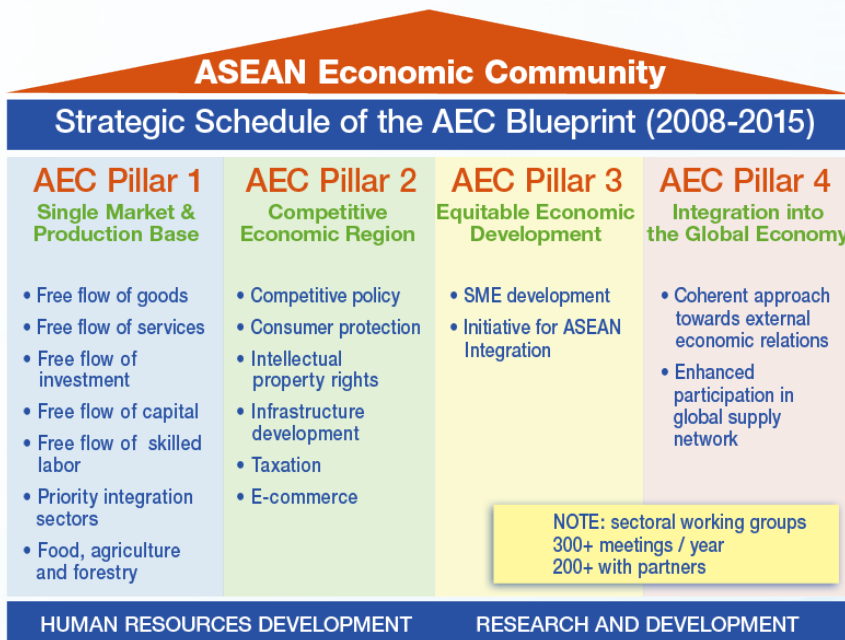 ASEAN Economic Community
Strategic Schedule of the AEC Blueprint (2008-2015)
AEC Pillar 1
Single Market &
Production Base
• Free flow of goods
• Free flow of services
• Free flow of
investment
• Free flow of capital
• Free flow of skilled
labor
• Priority integration
sectors
• Food, agriculture
and forestry
AEC Pillar 2
Competitive
Economic Region
• Competitive policy
• Consumer protection
• Intellectual
property rights
• Infrastructure
development
• Taxation
• E-commerce
AEC Pillar 3
Equitable Economic
Development
• SME development
• Initiative for ASEAN
Integration
AEC Pillar 4
Integration into
the Global Economy
• Coherent approach
towards external
economic relations
• Enhanced
participation in
global supply
network
NOTE: sectoral working groups
300+ meetings / year
200+ with partners
HUMAN RESOURCES DEVELOPMENT
RESEARCH AND DEVELOPMENT